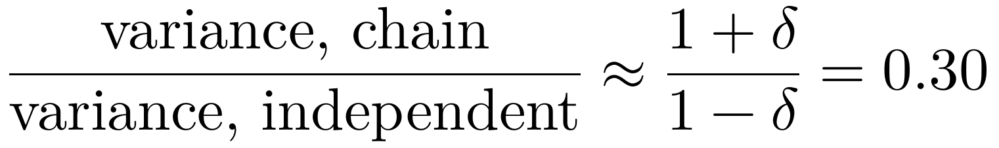 variance, chain / variance, independent ≈ 1 + δ / 1 − δ = 0.30